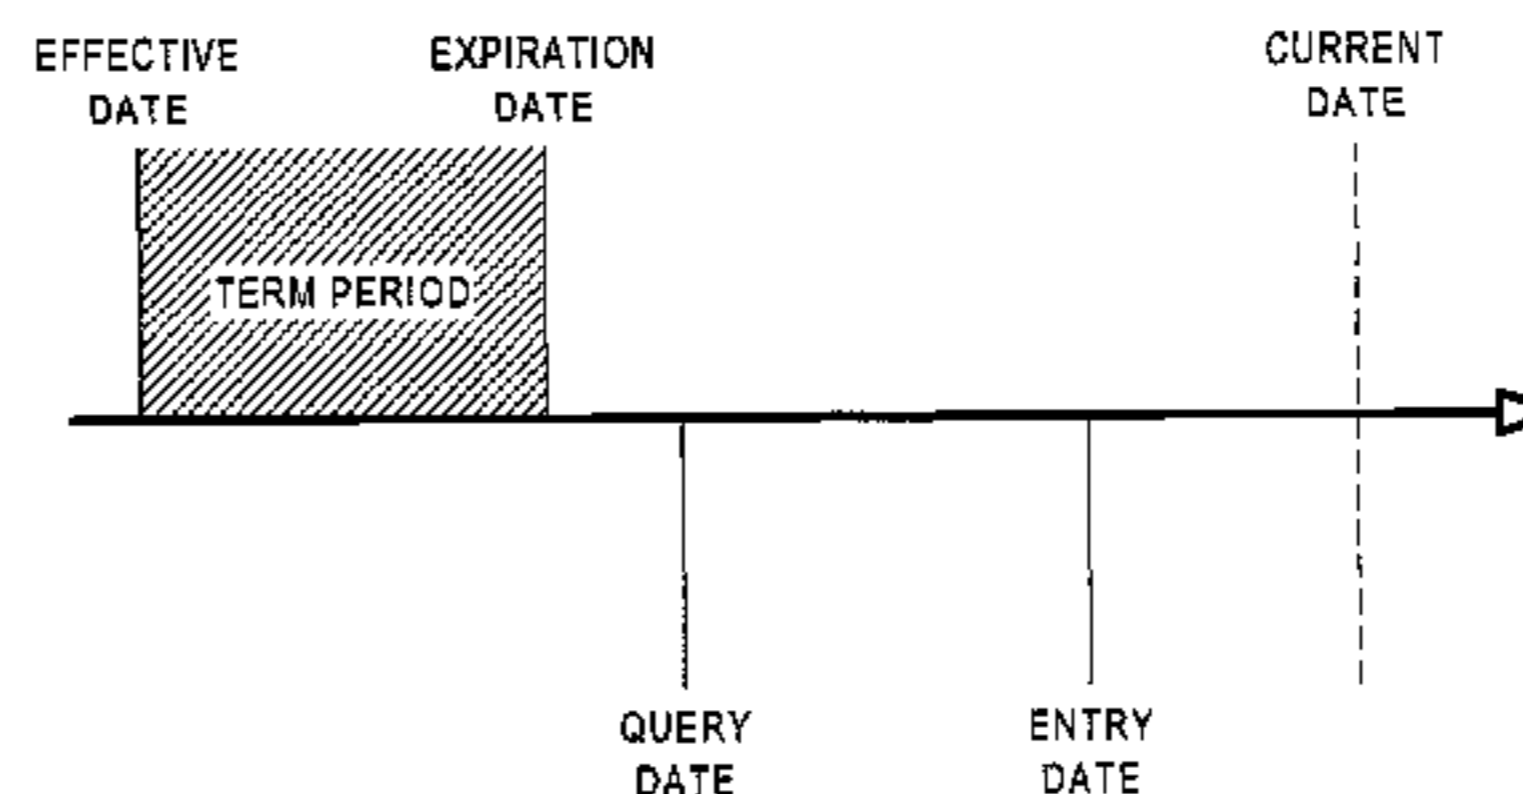 EFFECTIVE
DATE
EXPIRATION
DATE
CURRENT
DATE
TERM PERIOD
QUERY
DATE
ENTRY
DATE